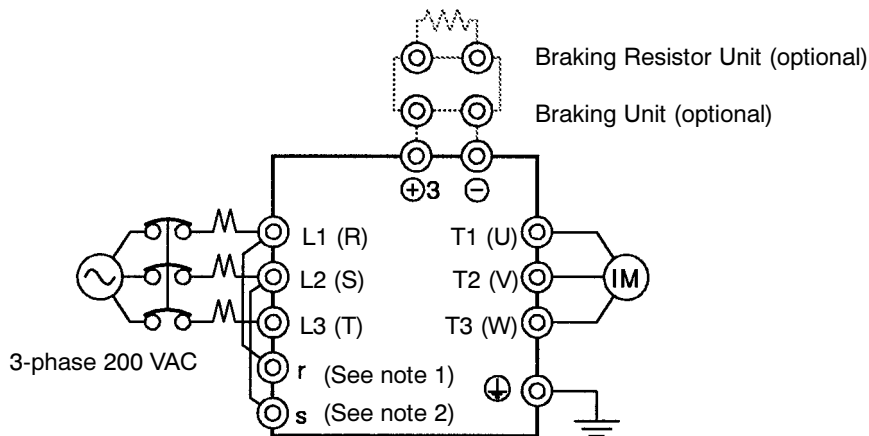 Braking Resistor Unit (optional)
Braking Unit (optional)
⊕3 ⊖
L1 (R) T1 (U)
L2 (S) T2 (V) IM
L3 (T) T3 (W)
3-phase 200 VAC
r (See note 1)
s (See note 2)